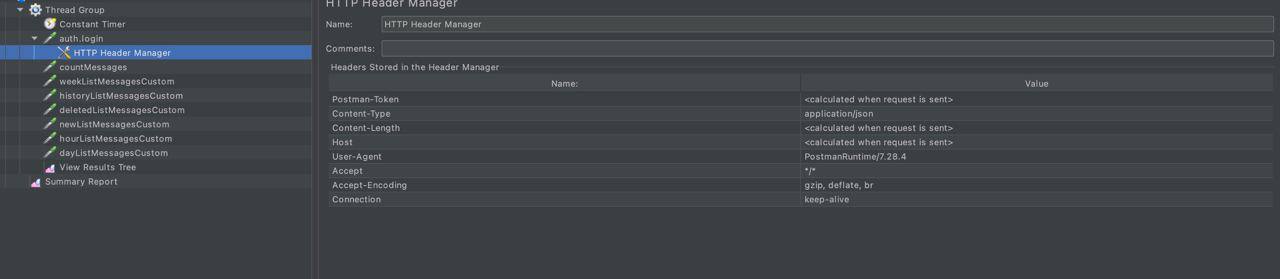 HTTP Header Manager
Thread Group
Constant Timer
auth.login
HTTP Header Manager
countMessages
weekListMessagesCustom
historyListMessagesCustom
deletedListMessagesCustom
newListMessagesCustom
hourListMessagesCustom
dayListMessagesCustom
View Results Tree
Summary Report
Name: HTTP Header Manager
Comments:
Headers Stored in the Header Manager
Name: Value
Postman-Token <calculated when request is sent>
Content-Type application/json
Content-Length <calculated when request is sent>
Host <calculated when request is sent>
User-Agent PostmanRuntime/7.28.4
Accept */*
Accept-Encoding gzip, deflate, br
Connection keep-alive